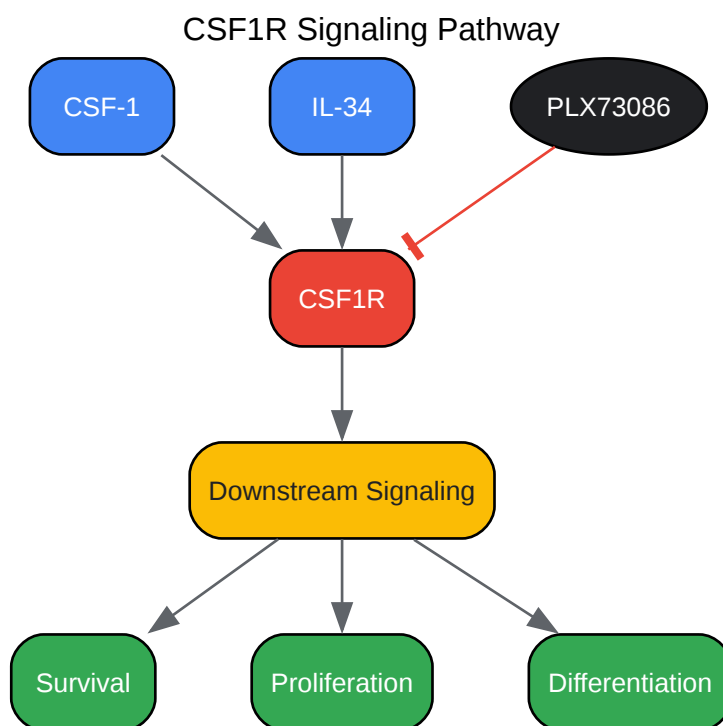 CSF1R Signaling Pathway
CSF-1
IL-34
PLX73086
CSF1R
Downstream Signaling
Survival
Proliferation
Differentiation